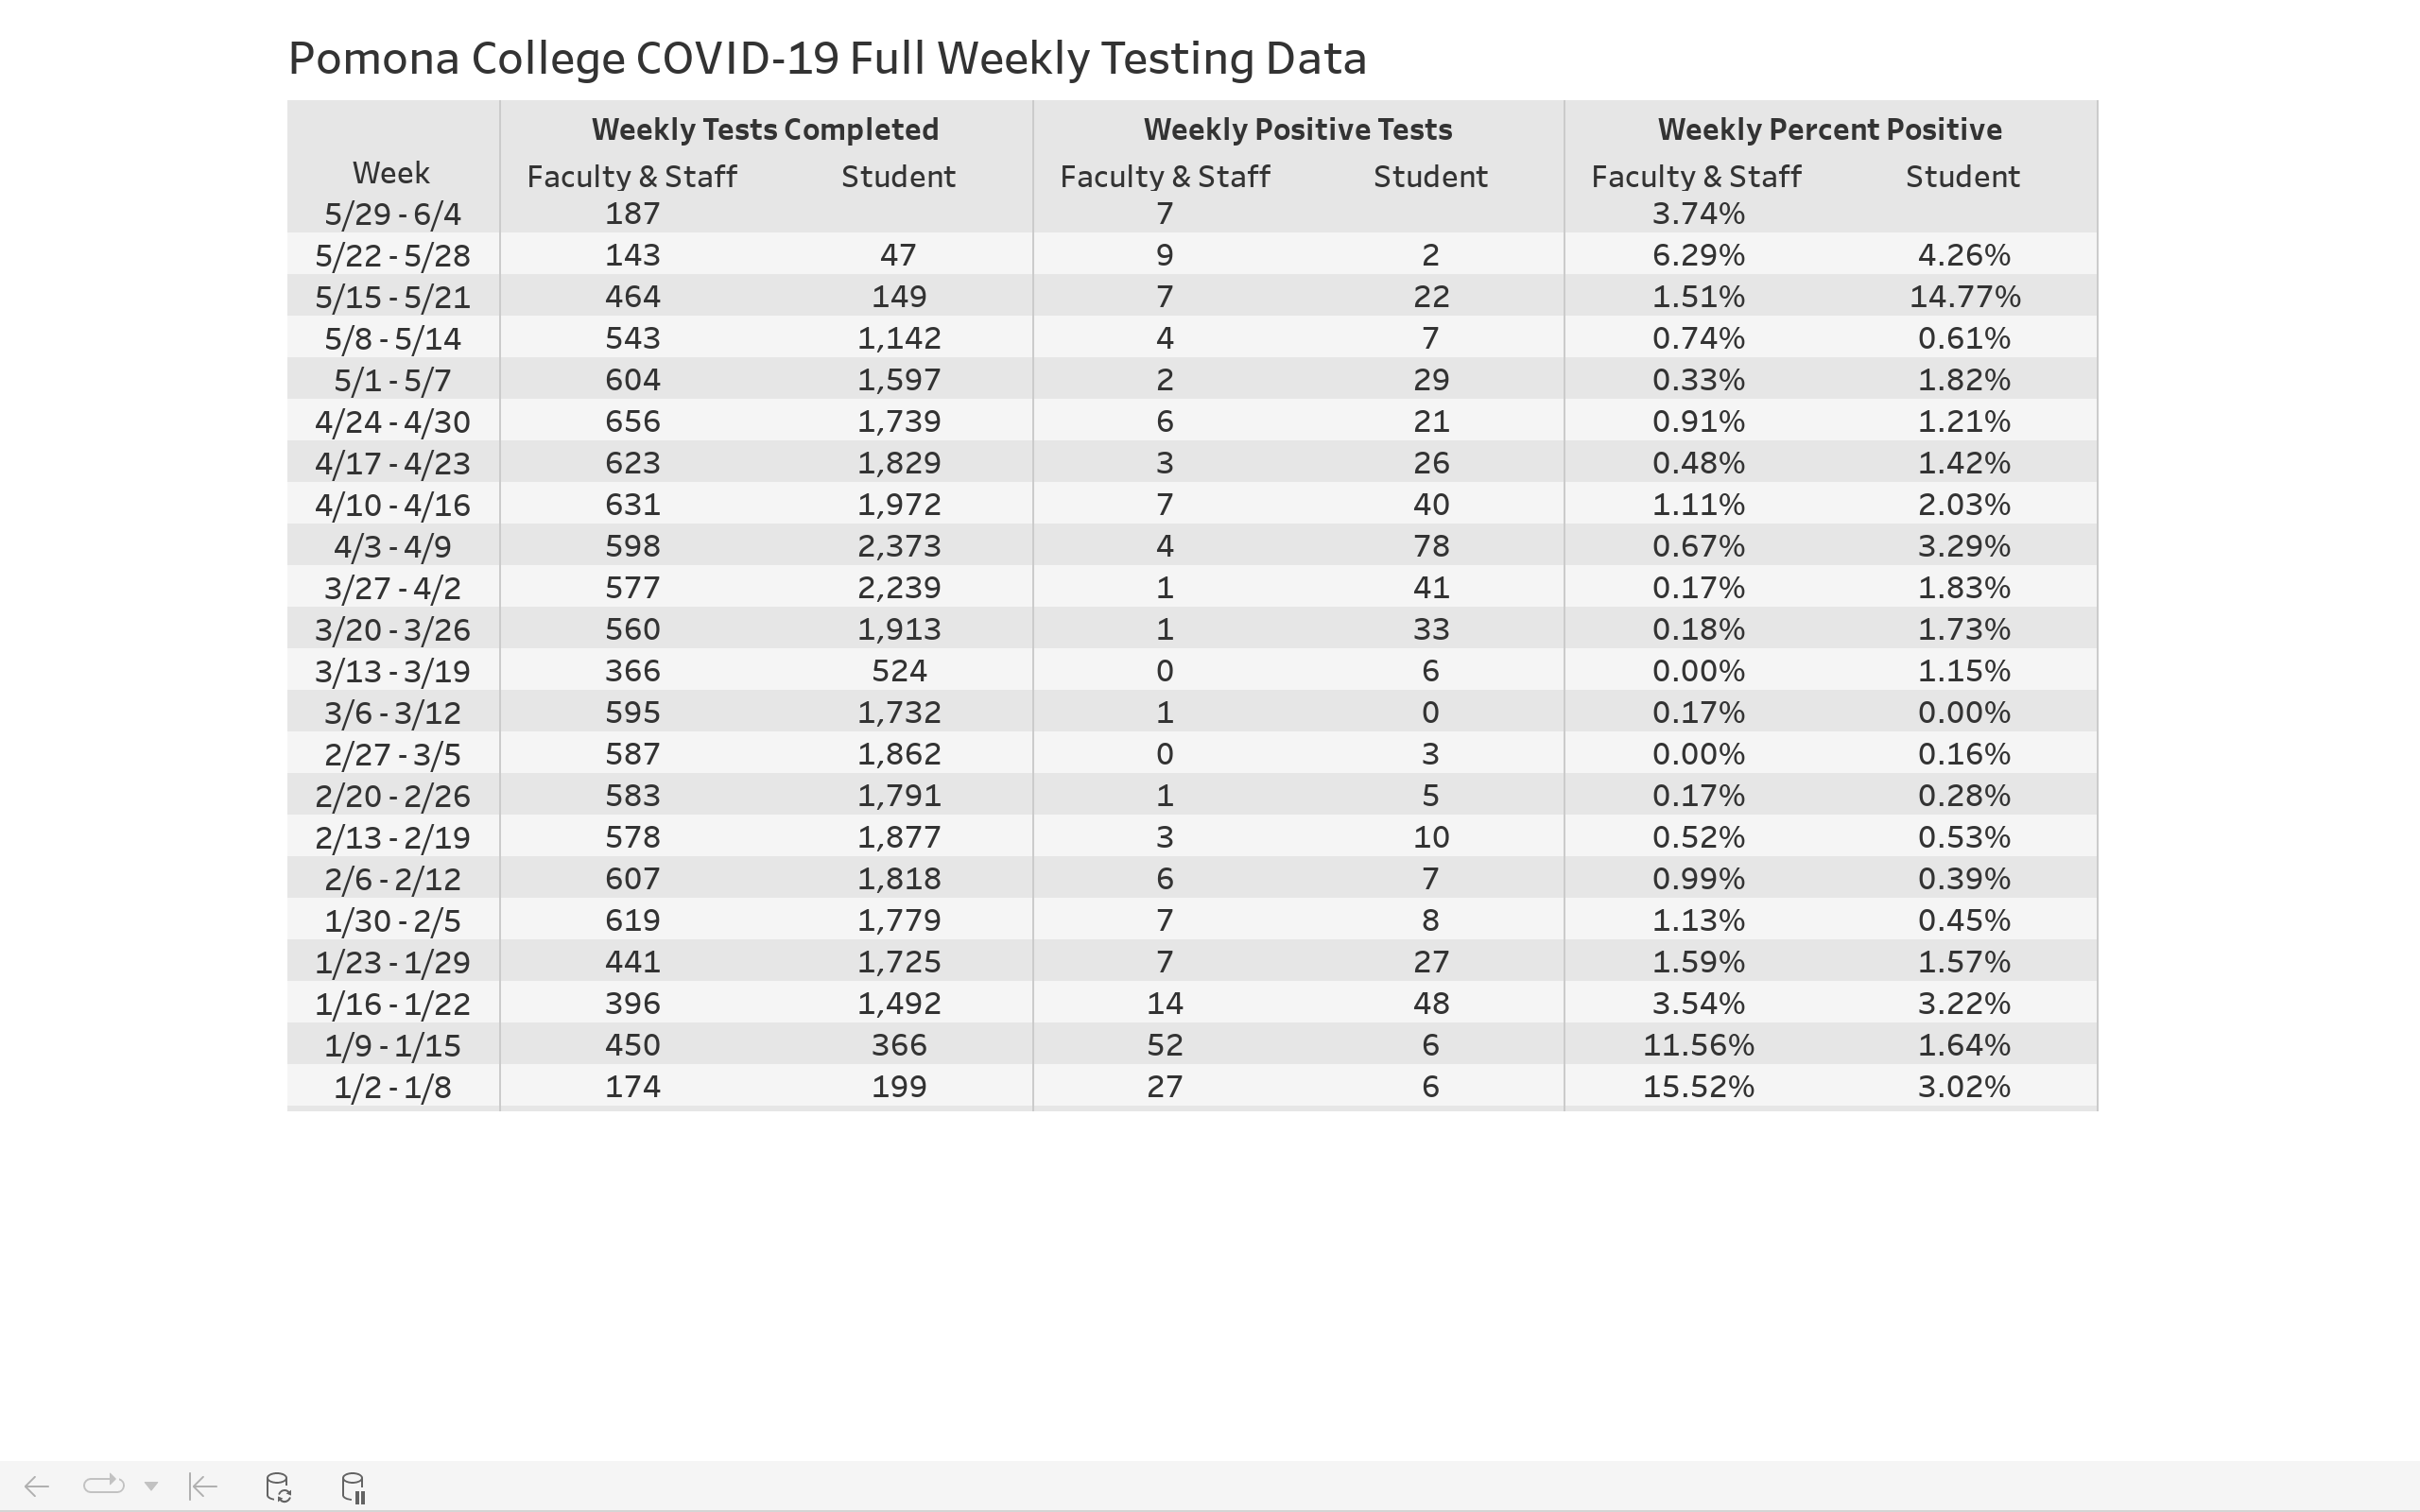 Pomona College COVID-19 Full Weekly Testing Data
Weekly Tests Completed Weekly Positive Tests Weekly Percent Positive
Week Faculty & Staff Student Faculty & Staff Student Faculty & Staff Student
5/29 - 6/4 187 7 3.74%
5/22 - 5/28 143 47 9 2 6.29% 4.26%
5/15 - 5/21 464 149 7 22 1.51% 14.77%
5/8 - 5/14 543 1,142 4 7 0.74% 0.61%
5/1 - 5/7 604 1,597 2 29 0.33% 1.82%
4/24 - 4/30 656 1,739 6 21 0.91% 1.21%
4/17 - 4/23 623 1,829 3 26 0.48% 1.42%
4/10 - 4/16 631 1,972 7 40 1.11% 2.03%
4/3 - 4/9 598 2,373 4 78 0.67% 3.29%
3/27 - 4/2 577 2,239 1 41 0.17% 1.83%
3/20 - 3/26 560 1,913 1 33 0.18% 1.73%
3/13 - 3/19 366 524 0 6 0.00% 1.15%
3/6 - 3/12 595 1,732 1 0 0.17% 0.00%
2/27 - 3/5 587 1,862 0 3 0.00% 0.16%
2/20 - 2/26 583 1,791 1 5 0.17% 0.28%
2/13 - 2/19 578 1,877 3 10 0.52% 0.53%
2/6 - 2/12 607 1,818 6 7 0.99% 0.39%
1/30 - 2/5 619 1,779 7 8 1.13% 0.45%
1/23 - 1/29 441 1,725 7 27 1.59% 1.57%
1/16 - 1/22 396 1,492 14 48 3.54% 3.22%
1/9 - 1/15 450 366 52 6 11.56% 1.64%
1/2 - 1/8 174 199 27 6 15.52% 3.02%